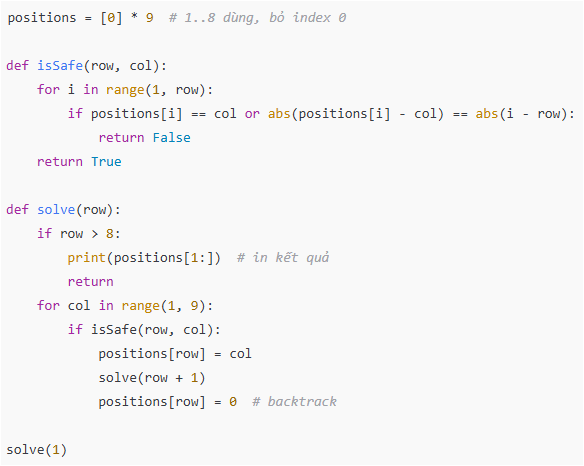 positions = [0] * 9  # 1..8 dùng, bỏ index 0

def isSafe(row, col):
    for i in range(1, row):
        if positions[i] == col or abs(positions[i] - col) == abs(i - row):
            return False
    return True

def solve(row):
    if row > 8:
        print(positions[1:])  # in kết quả
        return
    for col in range(1, 9):
        if isSafe(row, col):
            positions[row] = col
            solve(row + 1)
            positions[row] = 0  # backtrack

solve(1)